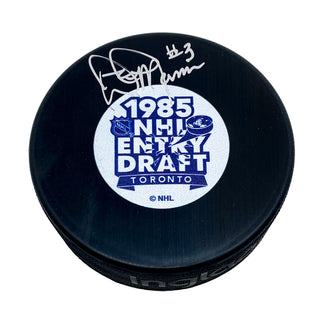 #3
1985
NHL
ENTRY
DRAFT
TORONTO
© NHL